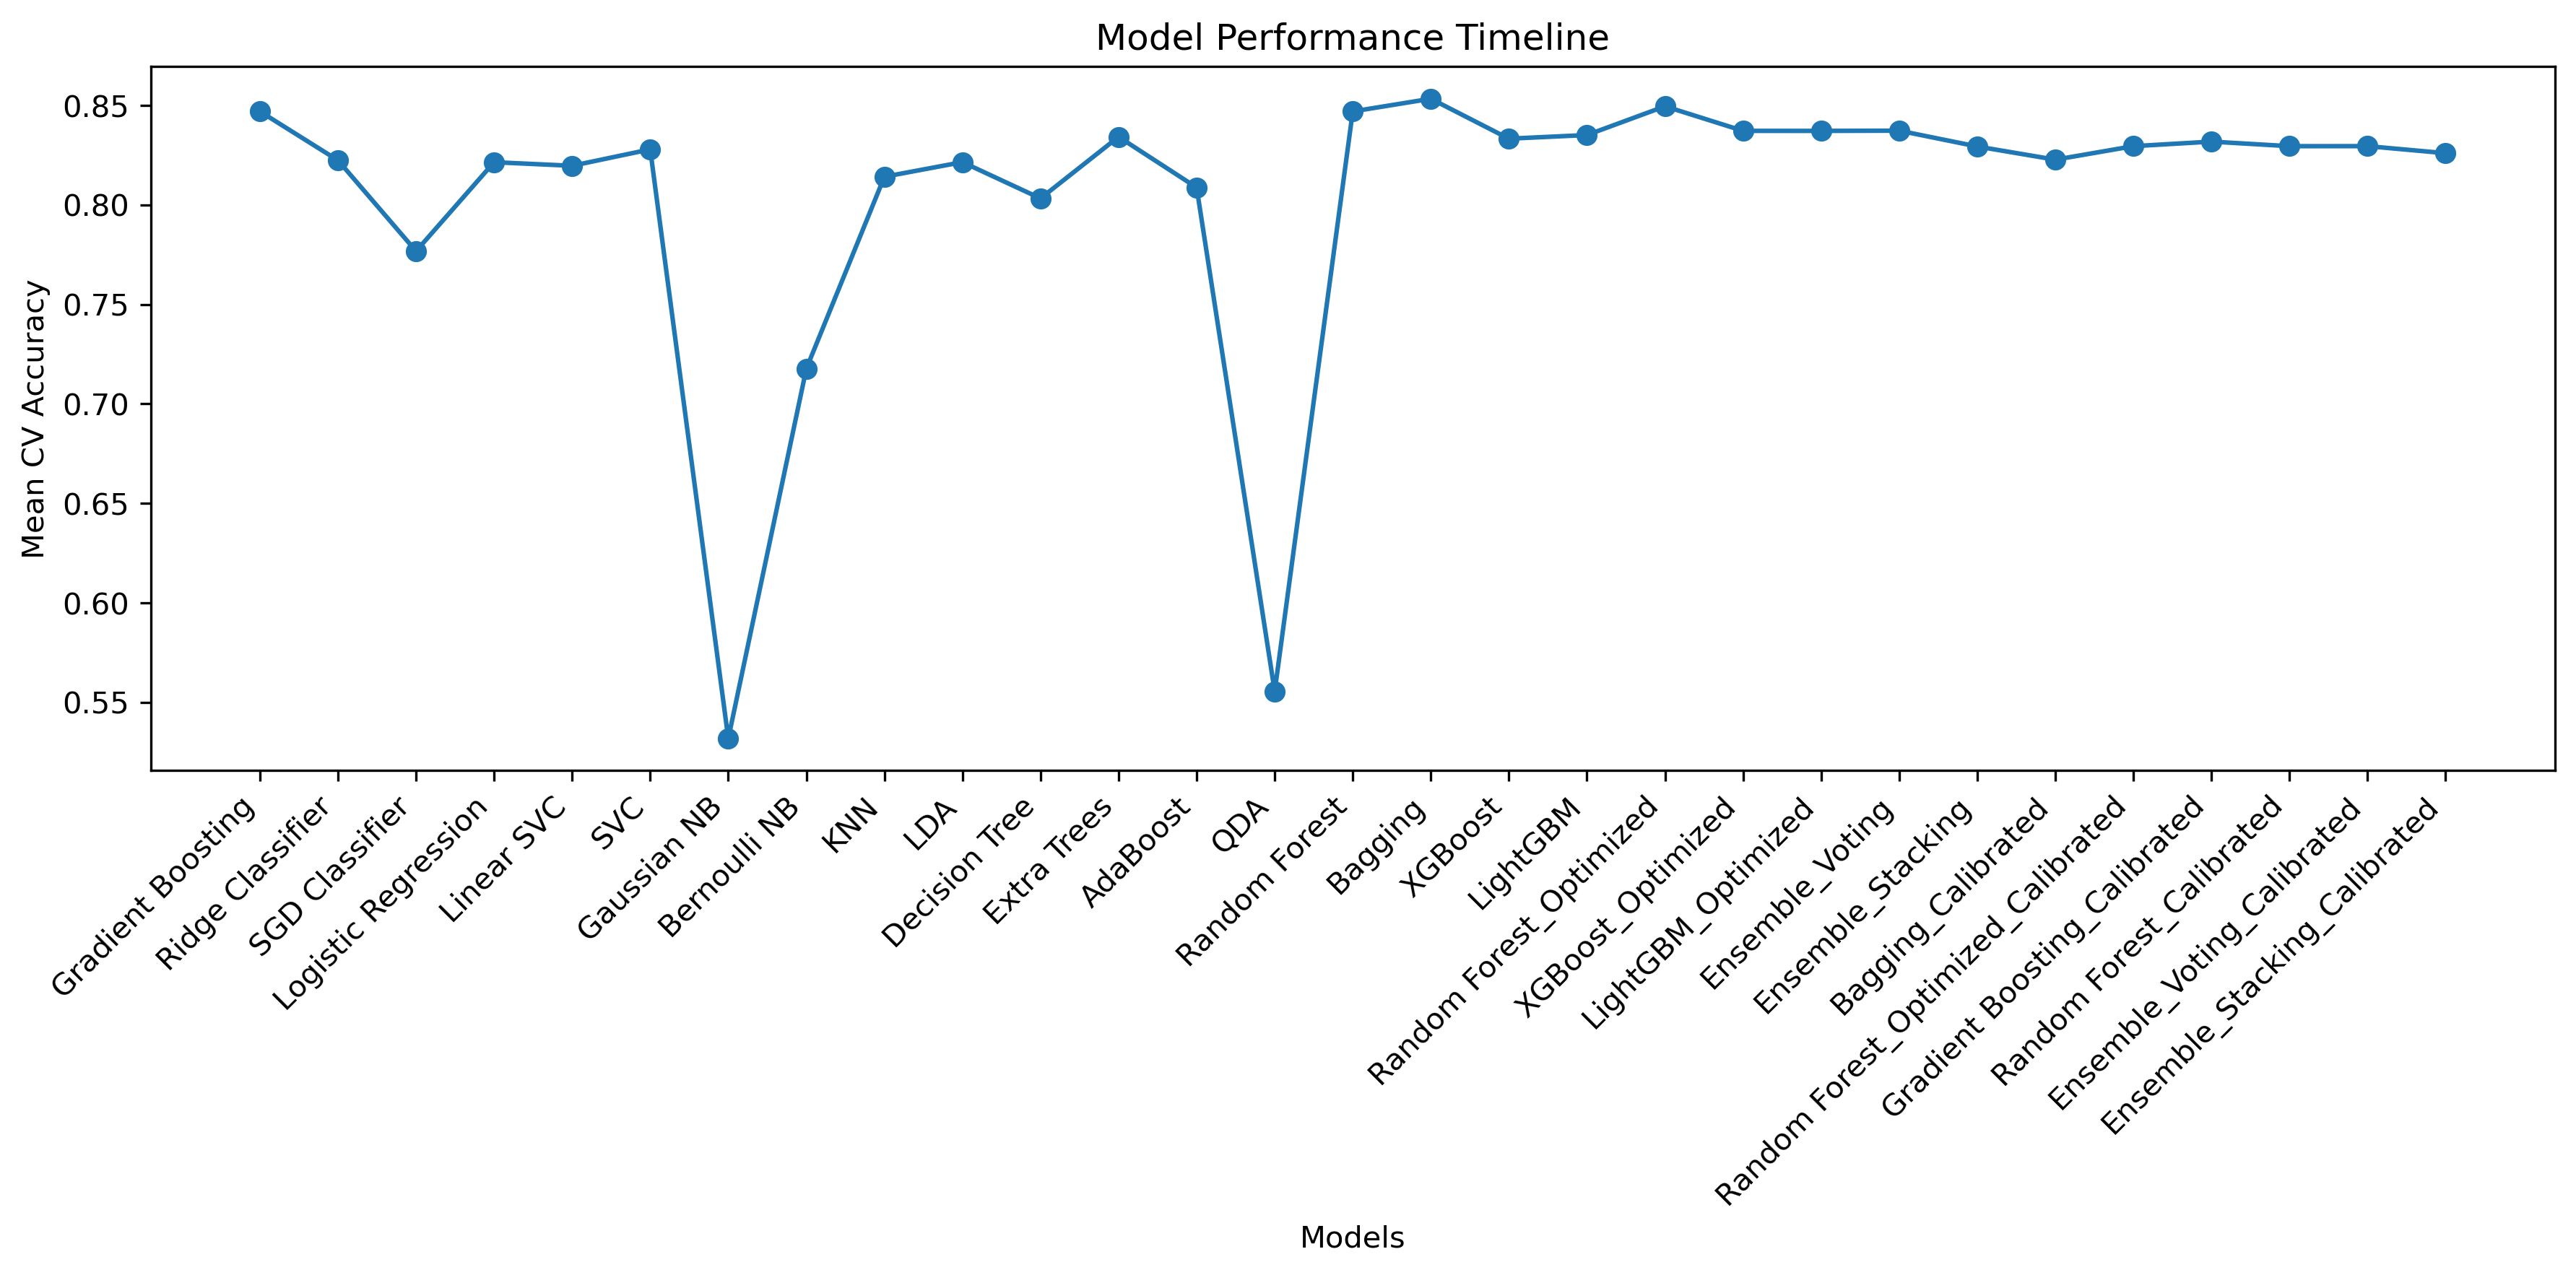 Model Performance Timeline
Mean CV Accuracy
0.85
0.80
0.75
0.70
0.65
0.60
0.55
Gradient Boosting
Ridge Classifier
SGD Classifier
Logistic Regression
Linear SVC
SVC
Gaussian NB
Bernoulli NB
KNN
LDA
Decision Tree
Extra Trees
AdaBoost
QDA
Random Forest
Bagging
XGBoost
LightGBM
Random Forest_Optimized
XGBoost_Optimized
LightGBM_Optimized
Ensemble_Voting
Ensemble_Stacking
Bagging_Calibrated
Random Forest_Optimized_Calibrated
Gradient Boosting_Calibrated
Random Forest_Calibrated
Ensemble_Voting_Calibrated
Ensemble_Stacking_Calibrated
Models